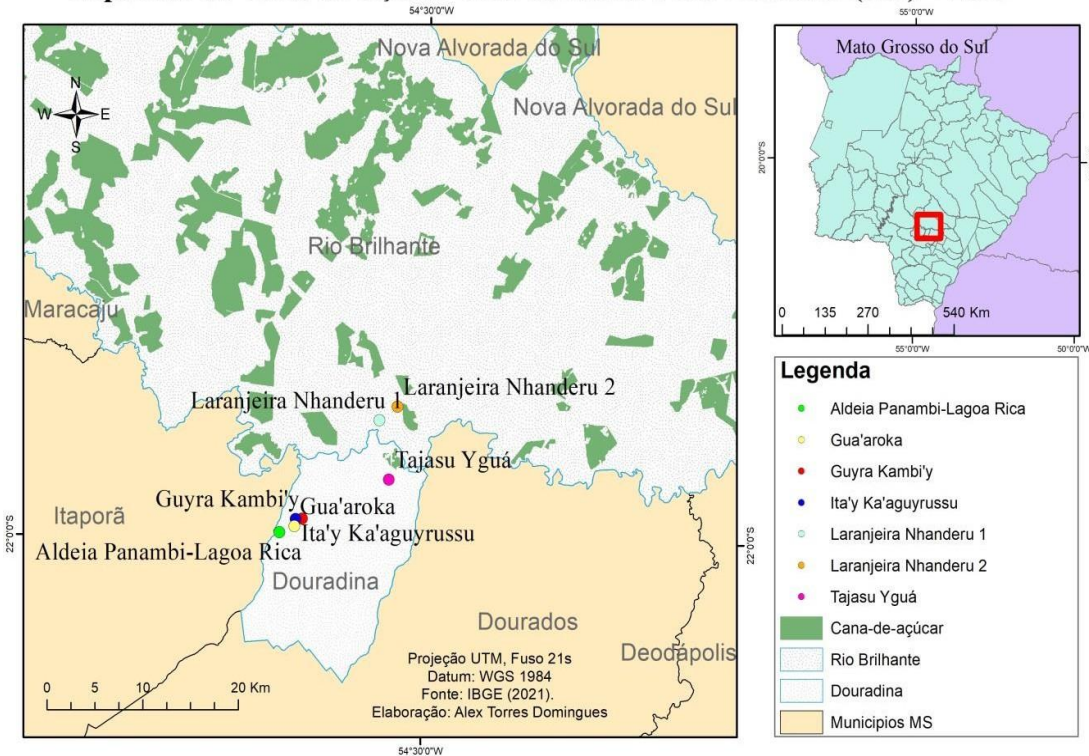 54°30'0"W
Nova Alvorada do Sul
Nova Alvorada do Sul
N
W E
S
Rio Brilhante
Maracaju
Laranjeira Nhanderu 1
Laranjeira Nhanderu 2
Tajasu Yguá
Guyra Kambi'y
Gua'aroka
Ita'y Ka'aguyrussu
Itaporã
Aldeia Panambi-Lagoa Rica
22°0'0"S
22°0'0"S
Douradina
Dourados
Deodápolis
Projeção UTM, Fuso 21s
Datum: WGS 1984
Fonte: IBGE (2021).
Elaboração: Alex Torres Domingues
0 5 10 20 Km
54°30'0"W
55°0'0"W
Mato Grosso do Sul
20°0'0"S
20°0'0"S
0 135 270 540 Km
55°0'0"W
50°0'0"W
Legenda
Aldeia Panambi-Lagoa Rica
Gua'aroka
Guyra Kambi'y
Ita'y Ka'aguyrussu
Laranjeira Nhanderu 1
Laranjeira Nhanderu 2
Tajasu Yguá
Cana-de-açúcar
Rio Brilhante
Douradina
Municipios MS